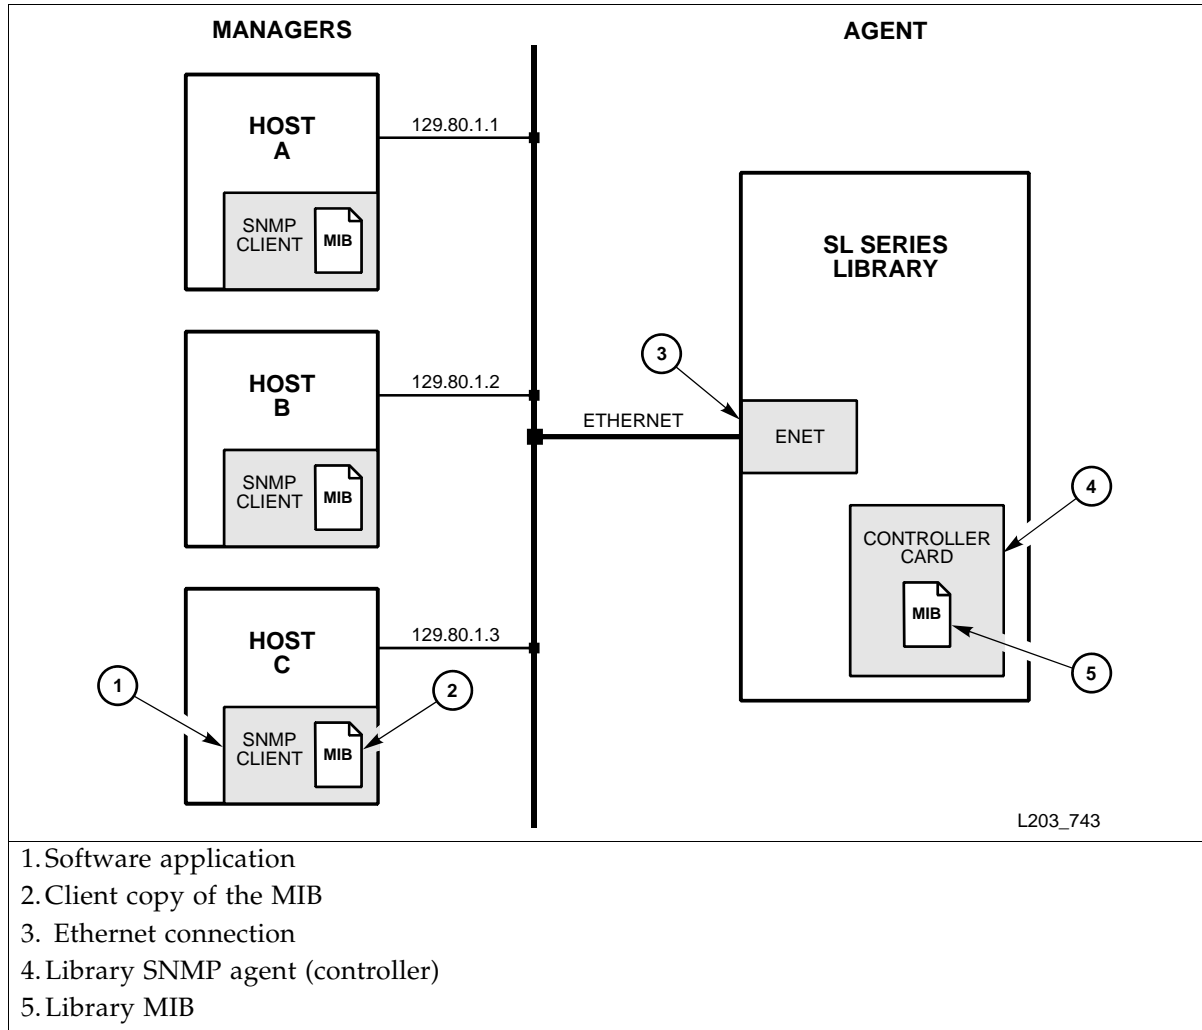 MANAGERS
AGENT
HOST
A
129.80.1.1
SNMP
CLIENT
MIB
SL SERIES
LIBRARY
HOST
B
129.80.1.2
SNMP
CLIENT
MIB
3
ETHERNET
ENET
4
CONTROLLER
CARD
MIB
5
HOST
C
129.80.1.3
1
2
SNMP
CLIENT
MIB
L203_743
1. Software application
2. Client copy of the MIB
3. Ethernet connection
4. Library SNMP agent (controller)
5. Library MIB